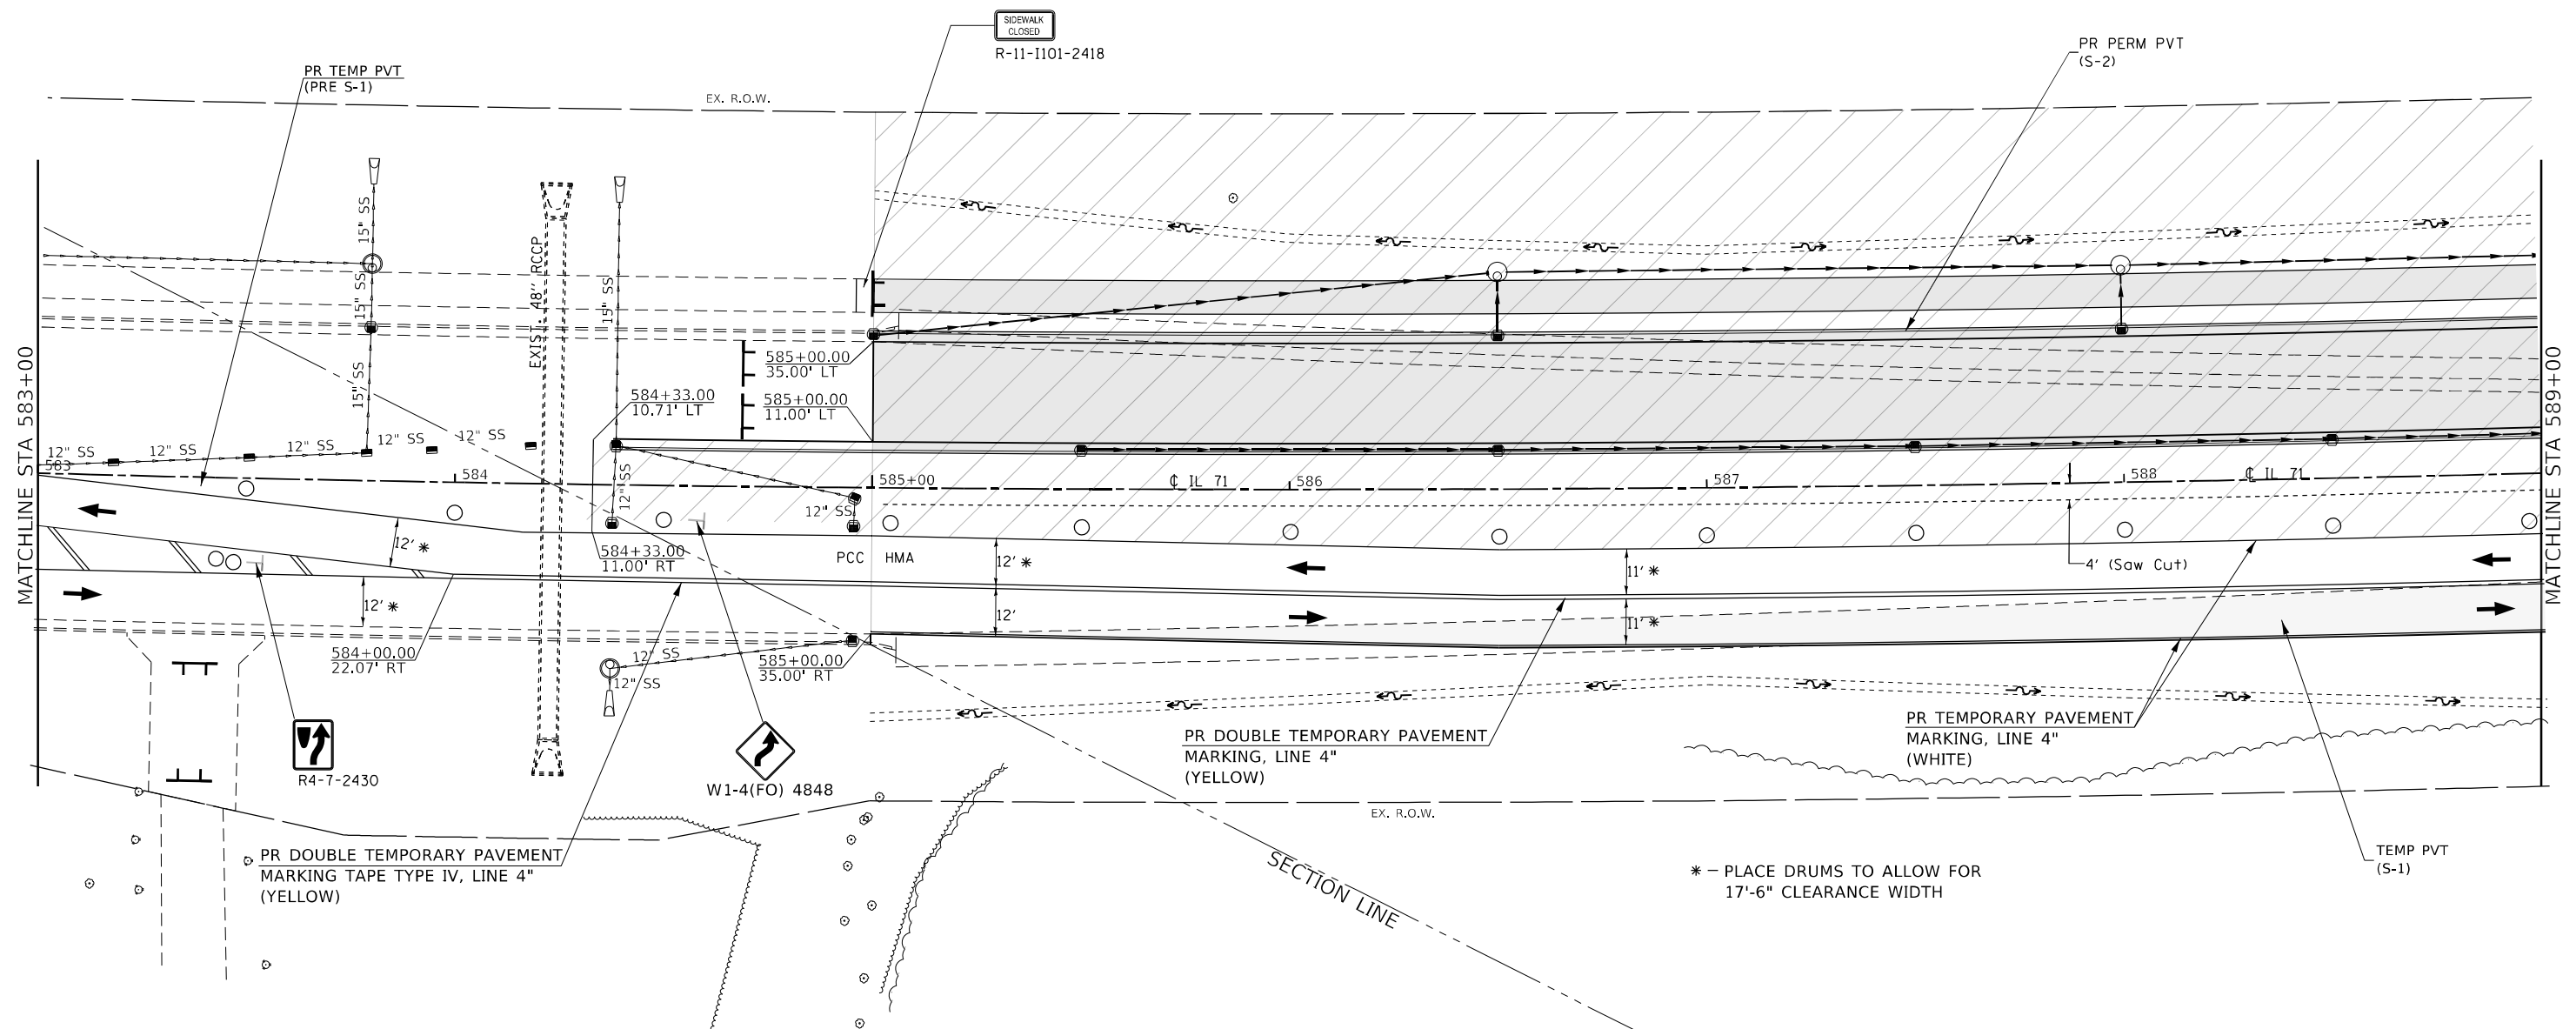 SIDEWALK
CLOSED
R-11-I101-2418
PR PERM PVT
(S-2)
PR TEMP PVT
(PRE S-1)
EX. R.O.W.
15" SS
15" SS
15" SS
15" SS
EXIST 48" RCCP
MATCHLINE STA 583+00
MATCHLINE STA 589+00
585+00.00
35.00' LT
584+33.00
10.71' LT
585+00.00
11.00' LT
12" SS
12" SS
12" SS
12" SS
12" SS
583
584
12" SS
585+00
℄ IL 71
586
587
588
℄ IL 71
12" SS
12' *
584+33.00
11.00' RT
PCC HMA
12' *
11' *
4' (Saw Cut)
12' *
12'
11' *
584+00.00
22.07' RT
12" SS
12" SS
585+00.00
35.00' RT
R4-7-2430
W1-4(FO) 4848
PR DOUBLE TEMPORARY PAVEMENT
MARKING, LINE 4"
(YELLOW)
PR TEMPORARY PAVEMENT
MARKING, LINE 4"
(WHITE)
EX. R.O.W.
PR DOUBLE TEMPORARY PAVEMENT
MARKING TAPE TYPE IV, LINE 4"
(YELLOW)
SECTION LINE
* - PLACE DRUMS TO ALLOW FOR
17'-6" CLEARANCE WIDTH
TEMP PVT
(S-1)